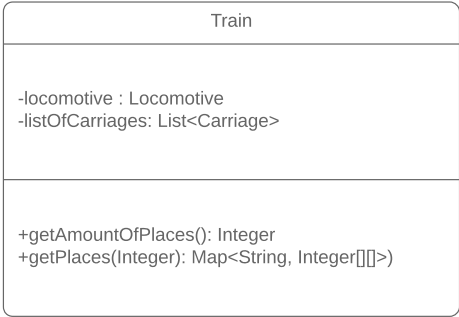 Train
-locomotive : Locomotive
-listOfCarriages: List<Carriage>
+getAmountOfPlaces(): Integer
+getPlaces(Integer): Map<String, Integer[][]>)